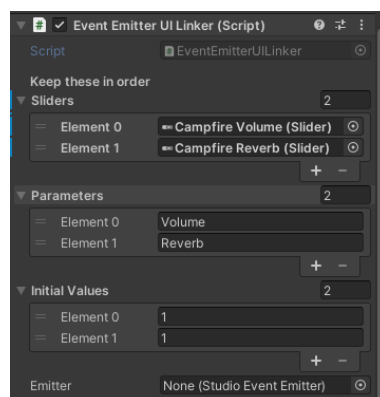 # Event Emitter UI Linker (Script)
Script EventEmitterUILinker
Keep these in order
Sliders 2
Element 0 Campfire Volume (Slider)
Element 1 Campfire Reverb (Slider)
+ -
Parameters 2
Element 0 Volume
Element 1 Reverb
+ -
Initial Values 2
Element 0 1
Element 1 1
+ -
Emitter None (Studio Event Emitter)